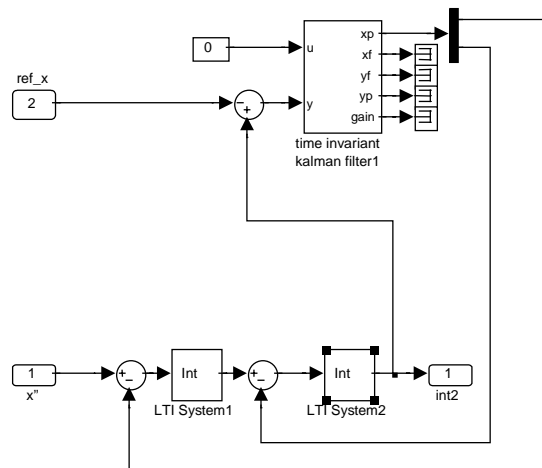 xp
0
u
xf
ref_x
yf
2
y
yp
gain
time invariant
kalman filter1
1
Int
Int
1
x"
LTI System1
LTI System2
int2